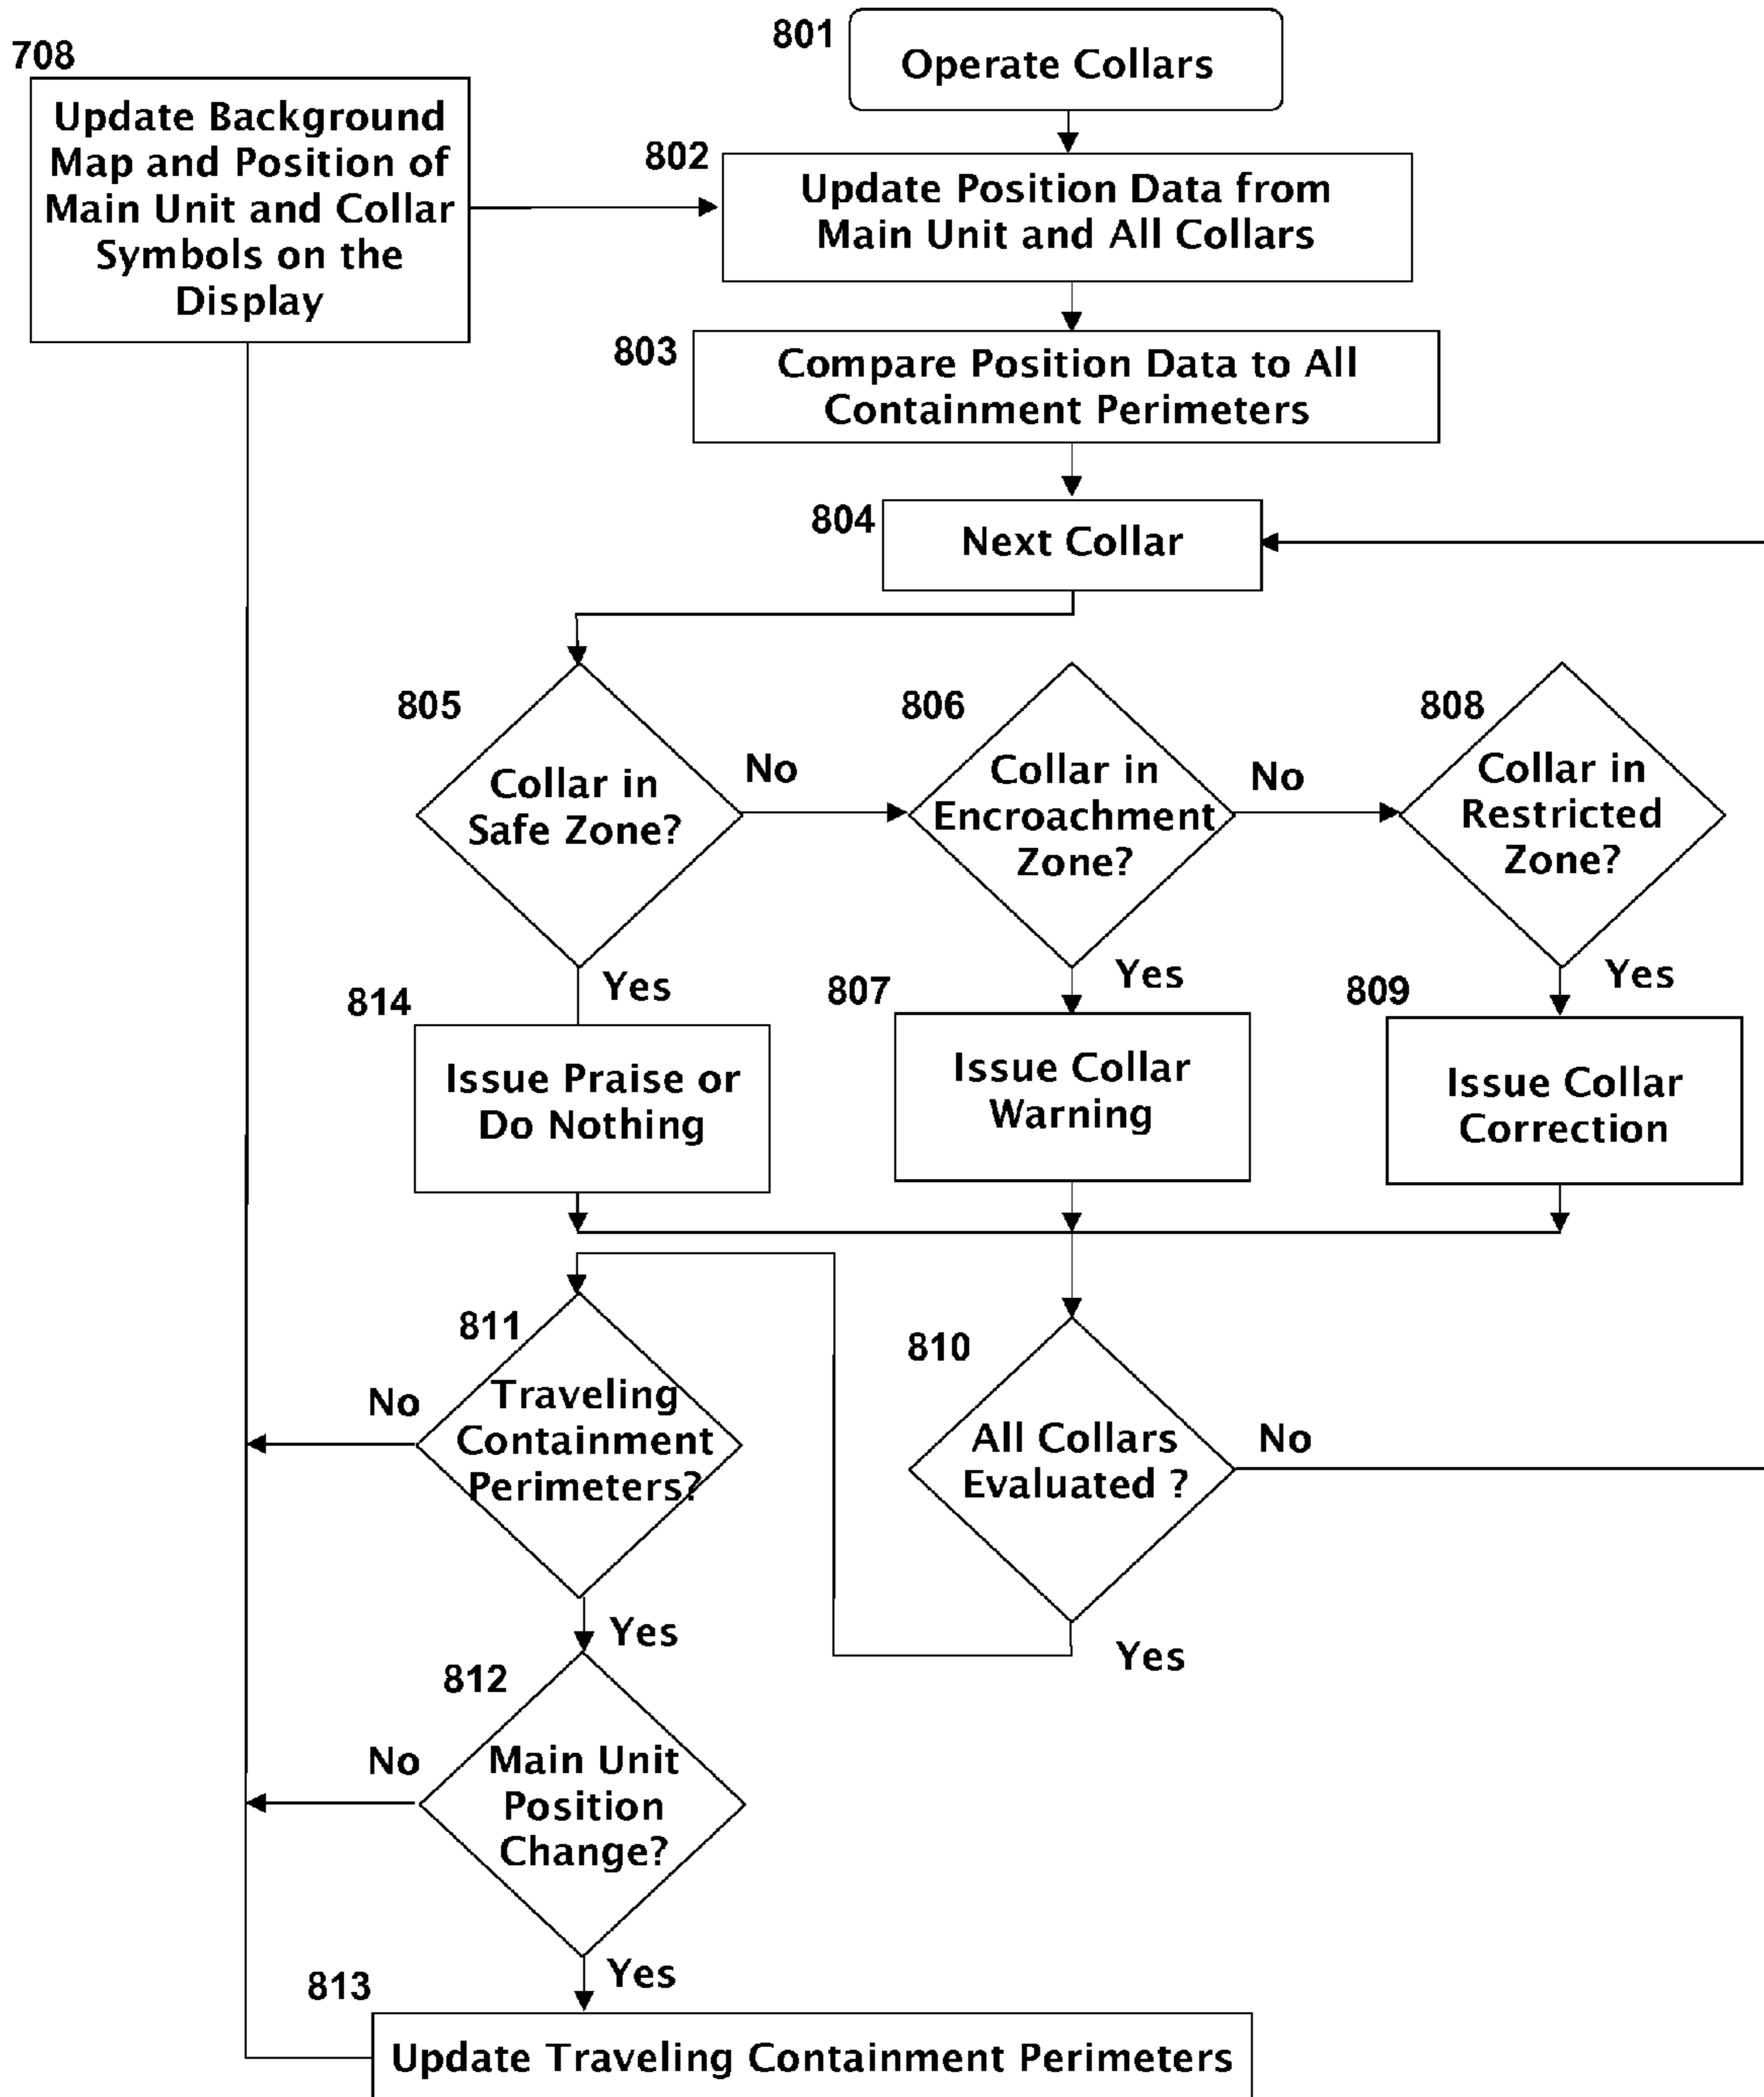 801
Operate Collars
708
Update Background
Map and Position of
Main Unit and Collar
Symbols on the
Display
802
Update Position Data from
Main Unit and All Collars
803
Compare Position Data to All
Containment Perimeters
804
Next Collar
805
Collar in
Safe Zone?
No
806
Collar in
Encroachment
Zone?
No
808
Collar in
Restricted
Zone?
Yes
Yes
Yes
814
Issue Praise or
Do Nothing
807
Issue Collar
Warning
809
Issue Collar
Correction
811
Traveling
Containment
Perimeters?
No
810
All Collars
Evaluated ?
No
Yes
Yes
812
Main Unit
Position
Change?
No
Yes
813
Update Traveling Containment Perimeters